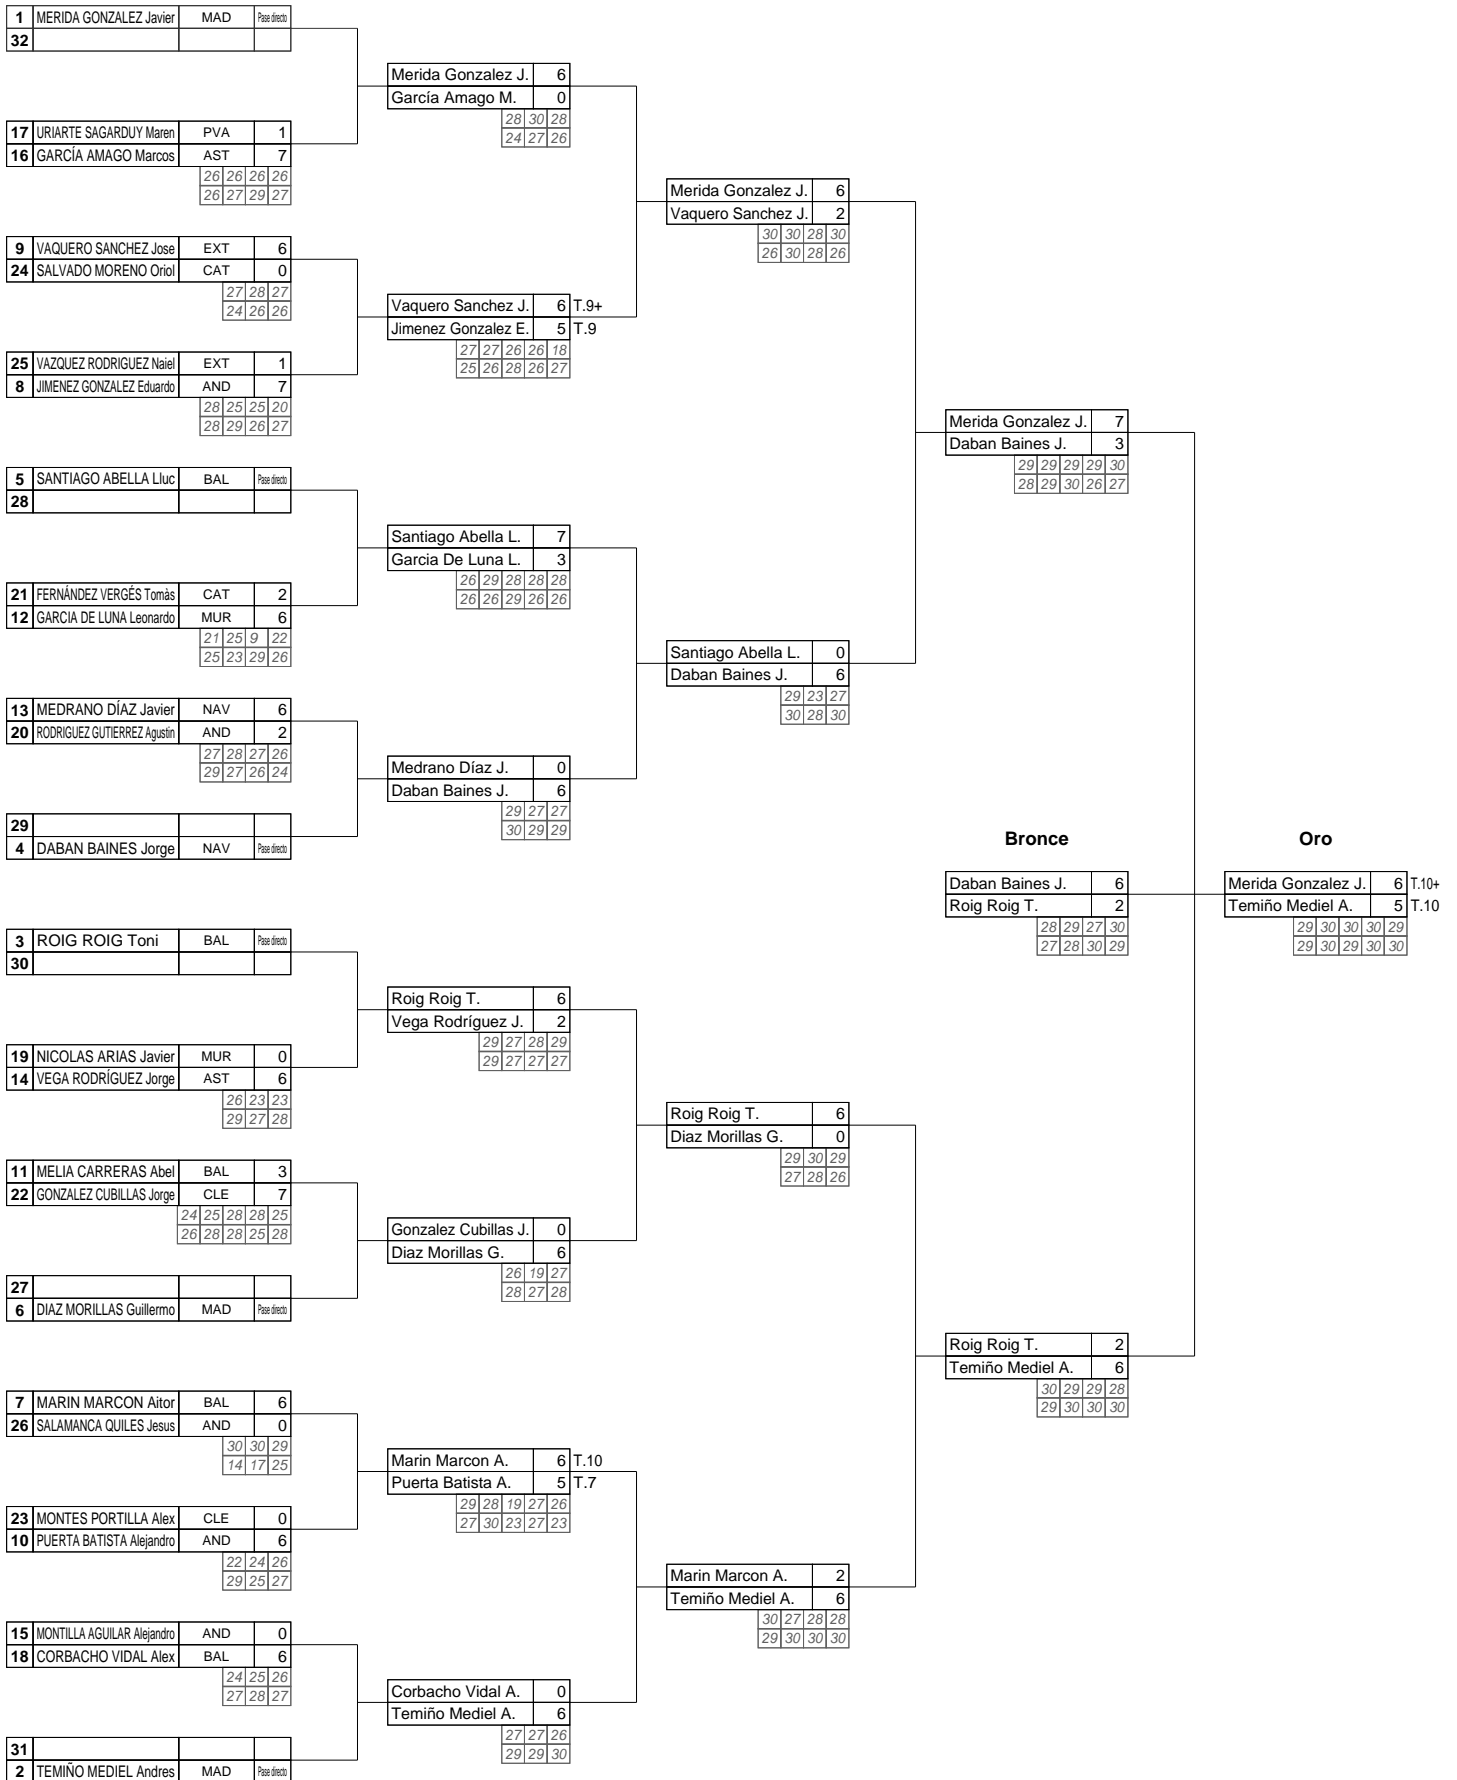 1 MERIDA GONZALEZ Javier MAD Pase directo
32
Merida Gonzalez J. 6
García Amago M. 0
28 30 28
24 27 26
17 URIARTE SAGARDUY Maren PVA 1
16 GARCÍA AMAGO Marcos AST 7
26 26 26 26
26 27 29 27
Merida Gonzalez J. 6
Vaquero Sanchez J. 2
30 30 28 30
26 30 28 26
9 VAQUERO SANCHEZ Jose EXT 6
24 SALVADO MORENO Oriol CAT 0
27 28 27
24 26 26
Vaquero Sanchez J. 6 T.9+
Jimenez Gonzalez E. 5 T.9
27 27 26 26 18
25 26 28 26 27
25 VAZQUEZ RODRIGUEZ Naiel EXT 1
8 JIMENEZ GONZALEZ Eduardo AND 7
28 25 25 20
28 29 26 27
Merida Gonzalez J. 7
Daban Baines J. 3
29 29 29 29 30
28 29 30 26 27
5 SANTIAGO ABELLA Lluc BAL Pase directo
28
Santiago Abella L. 7
Garcia De Luna L. 3
26 29 28 28 28
26 26 29 26 26
21 FERNÁNDEZ VERGÉS Tomàs CAT 2
12 GARCIA DE LUNA Leonardo MUR 6
21 25 9 22
25 23 29 26
Santiago Abella L. 0
Daban Baines J. 6
29 23 27
30 28 30
13 MEDRANO DÍAZ Javier NAV 6
20 RODRIGUEZ GUTIERREZ Agustin AND 2
27 28 27 26
29 27 26 24
Medrano Díaz J. 0
Daban Baines J. 6
29 27 27
30 29 29
29
4 DABAN BAINES Jorge NAV Pase directo
Bronce Oro
Daban Baines J. 6
Roig Roig T. 2
28 29 27 30
27 28 30 29
Merida Gonzalez J. 6 T.10+
Temiño Mediel A. 5 T.10
29 30 30 30 29
29 30 29 30 30
3 ROIG ROIG Toni BAL Pase directo
30
Roig Roig T. 6
Vega Rodríguez J. 2
29 27 28 29
29 27 27 27
19 NICOLAS ARIAS Javier MUR 0
14 VEGA RODRÍGUEZ Jorge AST 6
26 23 23
29 27 28
Roig Roig T. 6
Diaz Morillas G. 0
29 30 29
27 28 26
11 MELIA CARRERAS Abel BAL 3
22 GONZALEZ CUBILLAS Jorge CLE 7
24 25 28 28 25
26 28 28 25 28
Gonzalez Cubillas J. 0
Diaz Morillas G. 6
26 19 27
28 27 28
27
6 DIAZ MORILLAS Guillermo MAD Pase directo
Roig Roig T. 2
Temiño Mediel A. 6
30 29 29 28
29 30 30 30
7 MARIN MARCON Aitor BAL 6
26 SALAMANCA QUILES Jesus AND 0
30 30 29
14 17 25
Marin Marcon A. 6 T.10
Puerta Batista A. 5 T.7
29 28 19 27 26
27 30 23 27 23
23 MONTES PORTILLA Alex CLE 0
10 PUERTA BATISTA Alejandro AND 6
22 24 26
29 25 27
Marin Marcon A. 2
Temiño Mediel A. 6
30 27 28 28
29 30 30 30
15 MONTILLA AGUILAR Alejandro AND 0
18 CORBACHO VIDAL Alex BAL 6
24 25 26
27 28 27
Corbacho Vidal A. 0
Temiño Mediel A. 6
27 27 26
29 29 30
31
2 TEMIÑO MEDIEL Andres MAD Pase directo